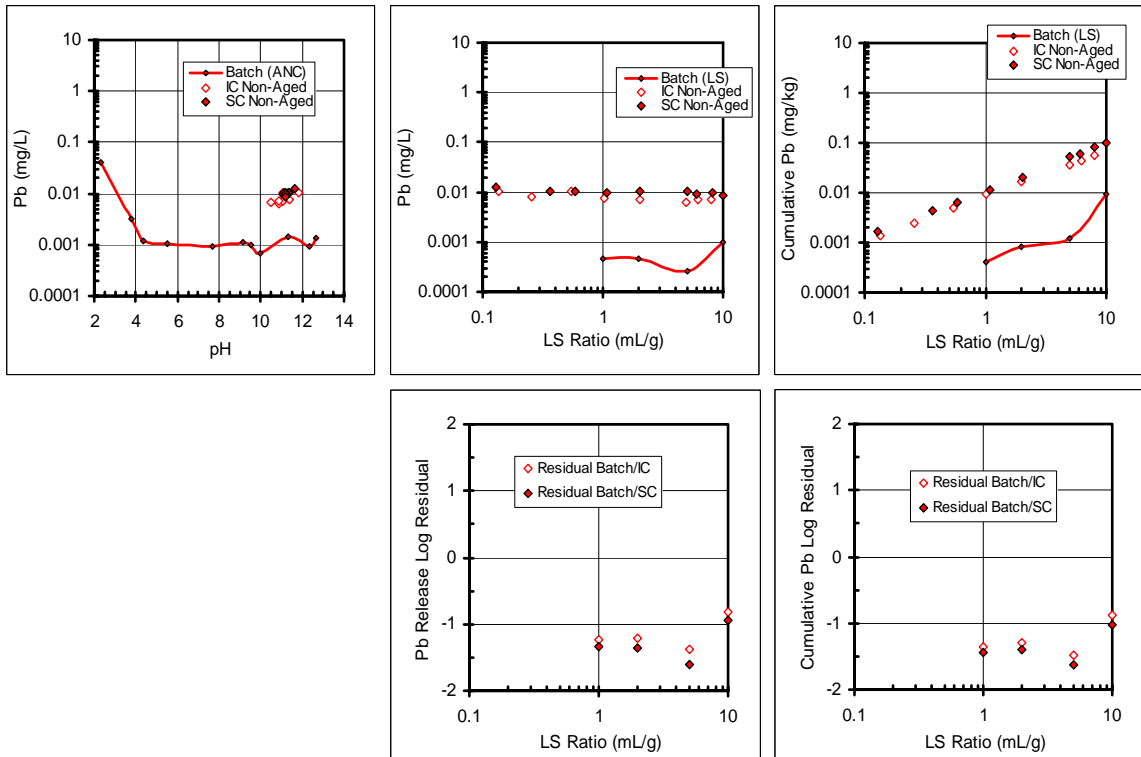 10
1
0.1
0.01
0.001
0.0001
Pb (mg/L)
2 4 6 8 10 12 14
pH
Batch (ANC)
IC Non-Aged
SC Non-Aged
10
1
0.1
0.01
0.001
0.0001
Pb (mg/L)
0.1 1 10
LS Ratio (mL/g)
Batch (LS)
IC Non-Aged
SC Non-Aged
10
1
0.1
0.01
0.001
0.0001
Cumulative Pb (mg/kg)
0.1 1 10
LS Ratio (mL/g)
Batch (LS)
IC Non-Aged
SC Non-Aged
2
1
0
-1
-2
Pb Release Log Residual
0.1 1 10
LS Ratio (mL/g)
Residual Batch/IC
Residual Batch/SC
2
1
0
-1
-2
Cumulative Pb Log Residual
0.1 1 10
LS Ratio (mL/g)
Residual Batch/IC
Residual Batch/SC